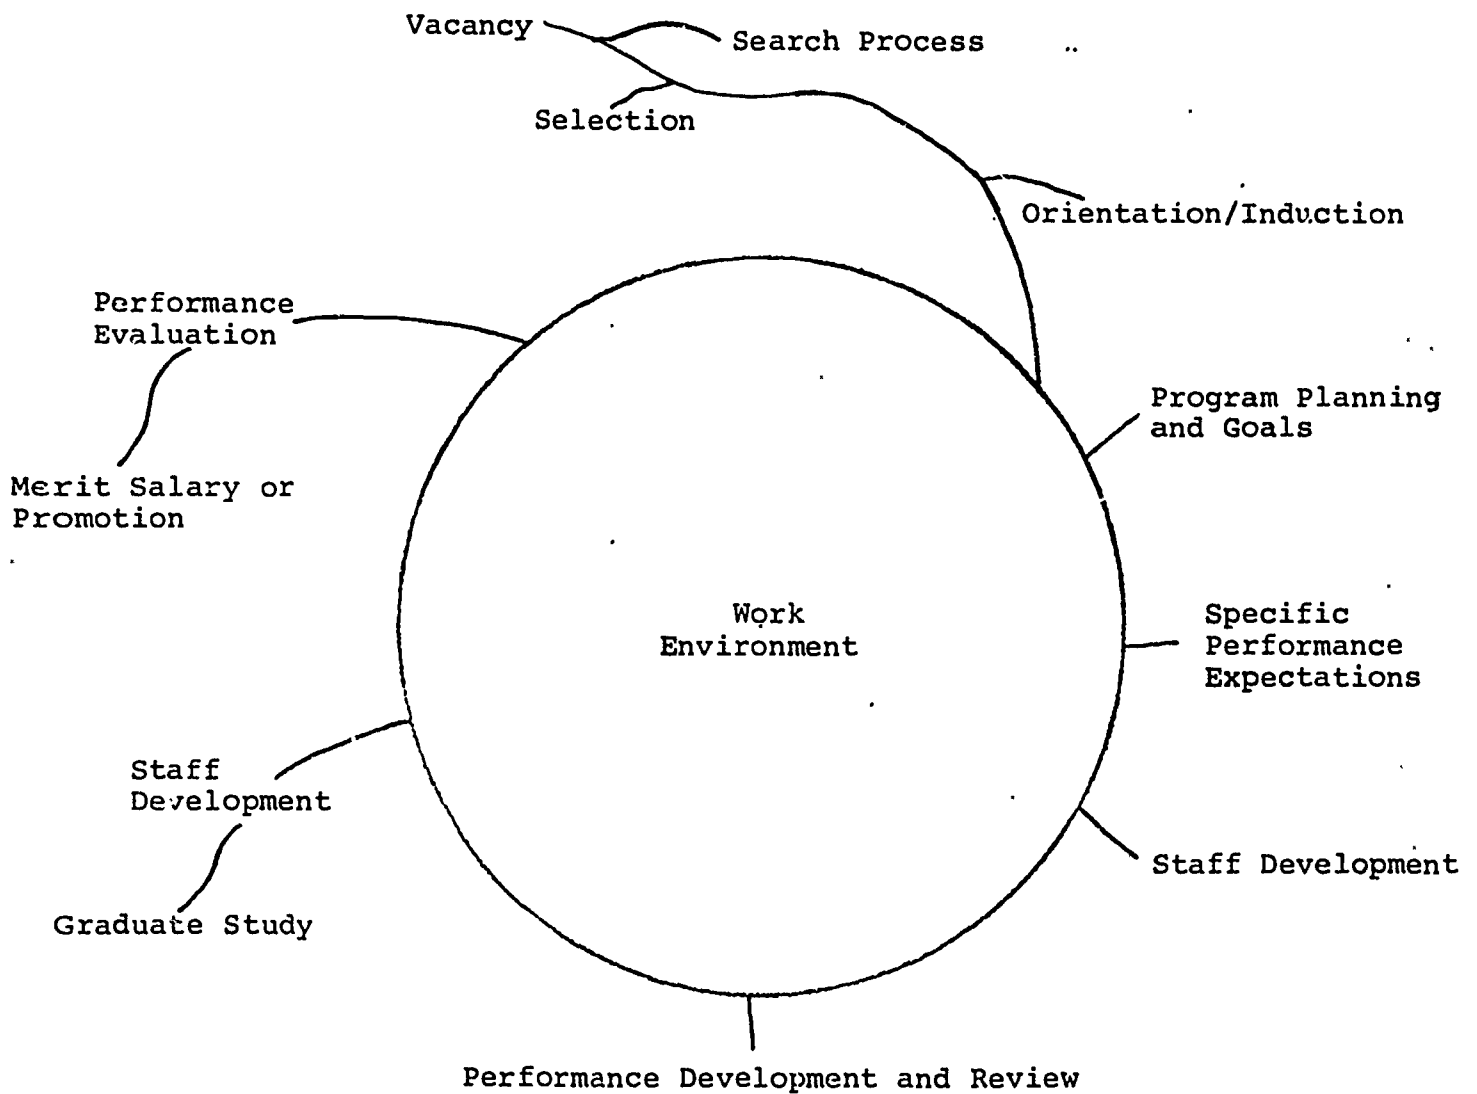 Vacancy
Search Process
Selection
Orientation/Induction
Performance
Evaluation
Merit Salary or
Promotion
Program Planning
and Goals
Work
Environment
Specific
Performance
Expectations
Staff
Development
Graduate Study
Staff Development
Performance Development and Review